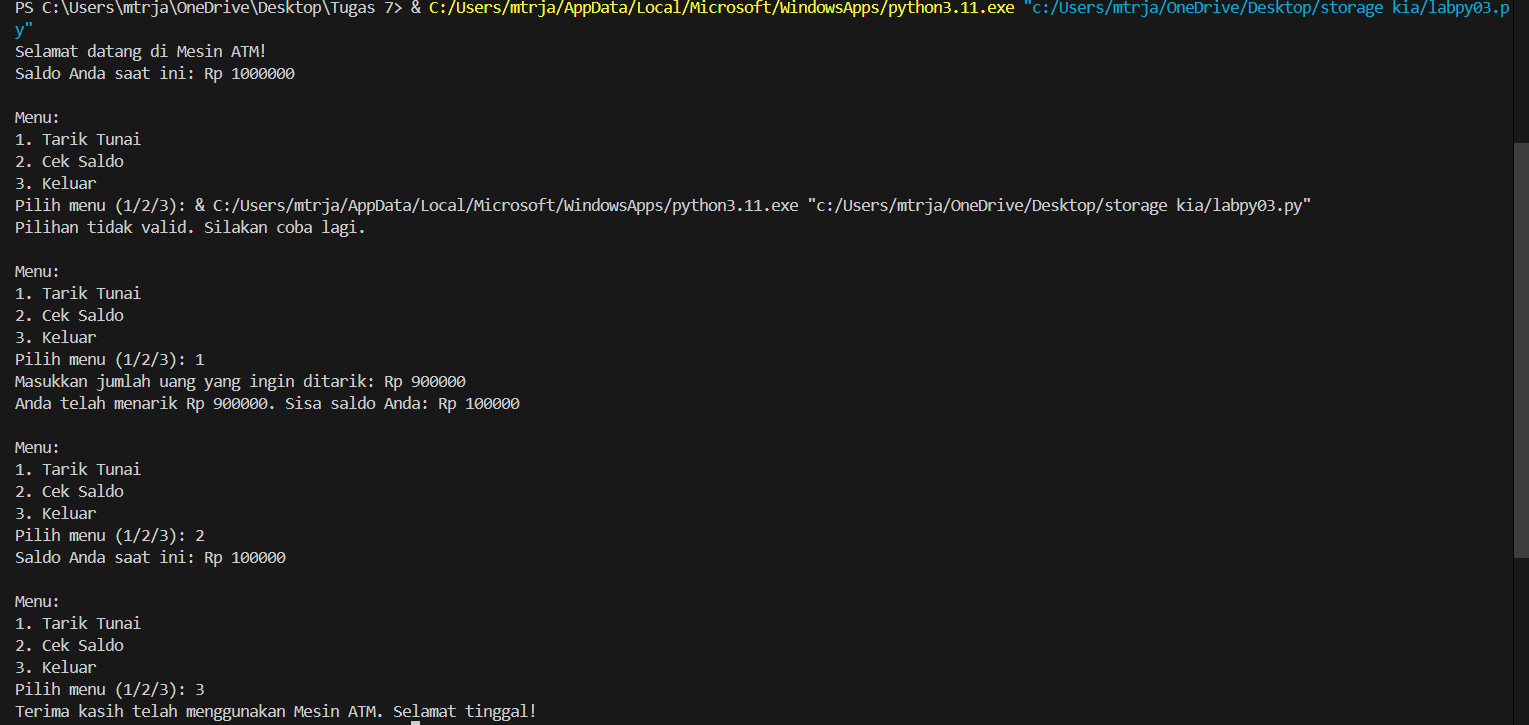 PS C:\Users\mtrja\OneDrive\Desktop\Tugas 7> & C:/Users/mtrja/AppData/Local/Microsoft/WindowsApps/python3.11.exe "c:/Users/mtrja/OneDrive/Desktop/storage kia/labpy03.p
y"
Selamat datang di Mesin ATM!
Saldo Anda saat ini: Rp 1000000

Menu:
1. Tarik Tunai
2. Cek Saldo
3. Keluar
Pilih menu (1/2/3): & C:/Users/mtrja/AppData/Local/Microsoft/WindowsApps/python3.11.exe "c:/Users/mtrja/OneDrive/Desktop/storage kia/labpy03.py"
Pilihan tidak valid. Silakan coba lagi.

Menu:
1. Tarik Tunai
2. Cek Saldo
3. Keluar
Pilih menu (1/2/3): 1
Masukkan jumlah uang yang ingin ditarik: Rp 900000
Anda telah menarik Rp 900000. Sisa saldo Anda: Rp 100000

Menu:
1. Tarik Tunai
2. Cek Saldo
3. Keluar
Pilih menu (1/2/3): 2
Saldo Anda saat ini: Rp 100000

Menu:
1. Tarik Tunai
2. Cek Saldo
3. Keluar
Pilih menu (1/2/3): 3
Terima kasih telah menggunakan Mesin ATM. Selamat tinggal!